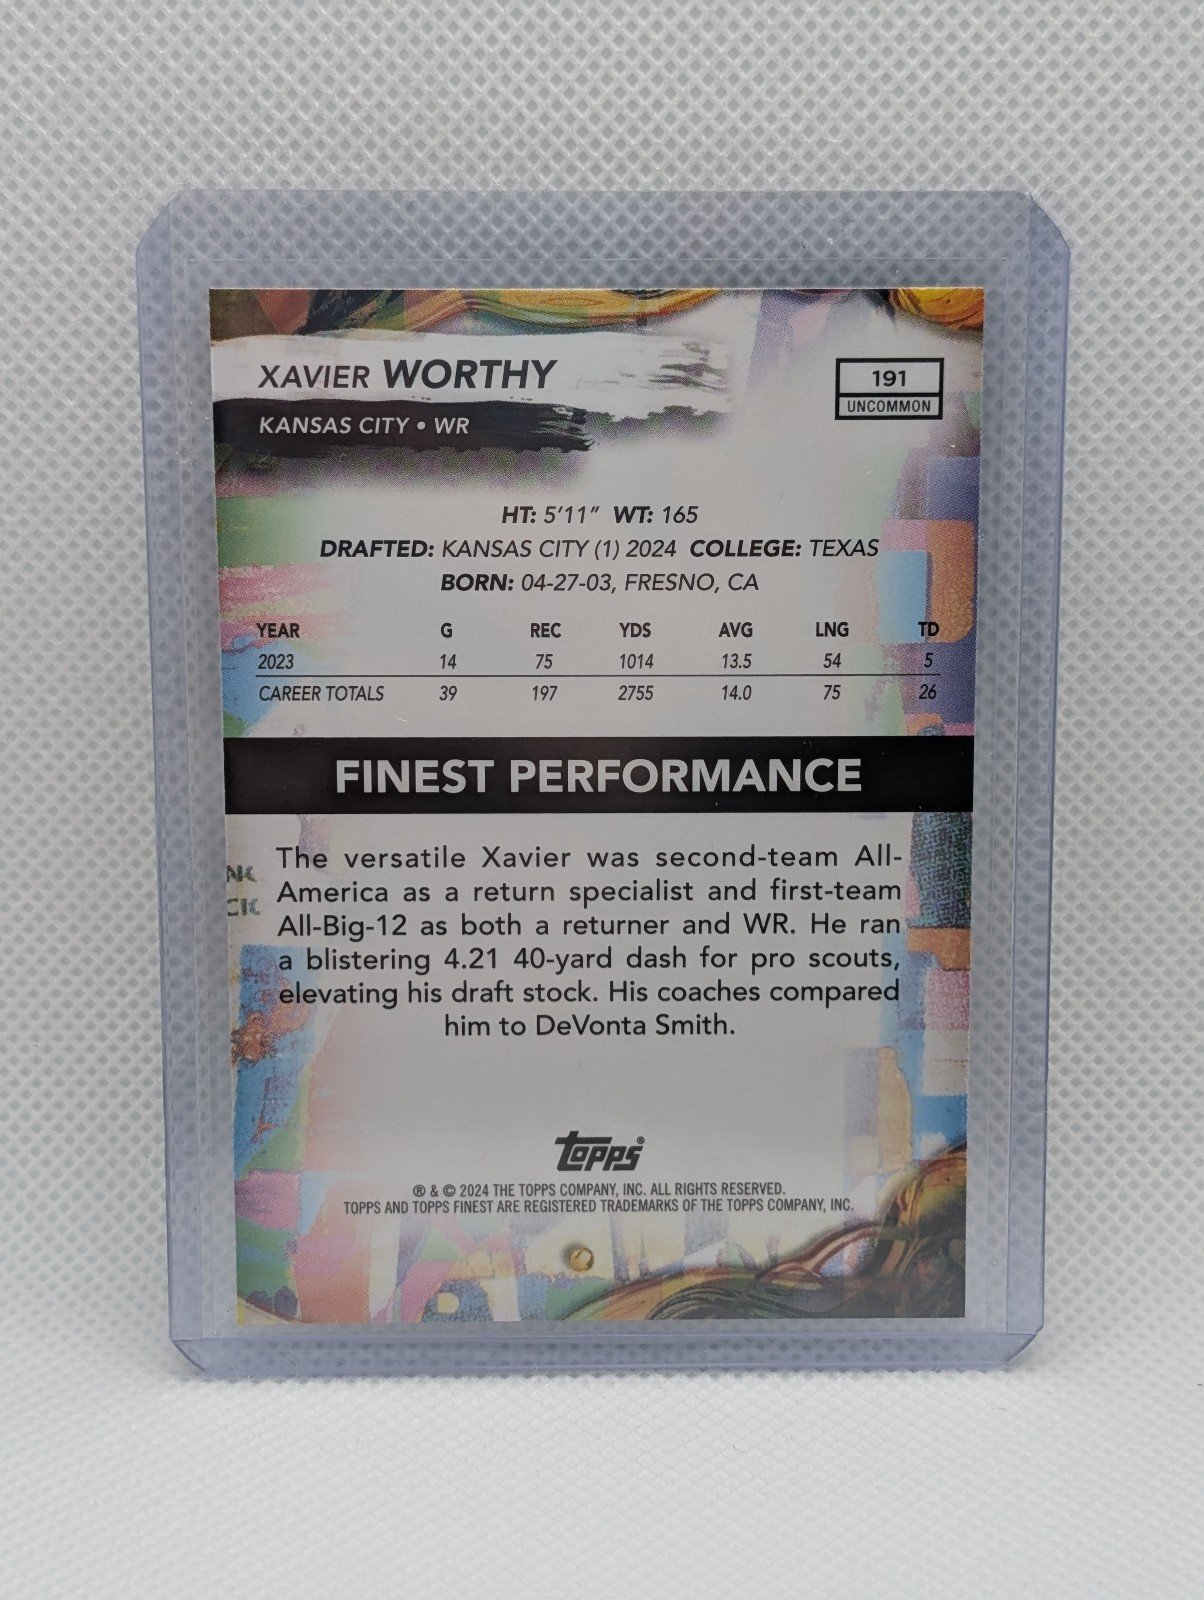 XAVIER WORTHY
KANSAS CITY • WR
191
UNCOMMON
HT: 5'11" WT: 165
DRAFTED: KANSAS CITY (1) 2024 COLLEGE: TEXAS
BORN: 04-27-03, FRESNO, CA
YEAR G REC YDS AVG LNG TD
2023 14 75 1014 13.5 54 5
CAREER TOTALS 39 197 2755 14.0 75 26
FINEST PERFORMANCE
The versatile Xavier was second-team All-
America as a return specialist and first-team
All-Big-12 as both a returner and WR. He ran
a blistering 4.21 40-yard dash for pro scouts,
elevating his draft stock. His coaches compared
him to DeVonta Smith.
topps®
® & © 2024 THE TOPPS COMPANY, INC. ALL RIGHTS RESERVED.
TOPPS AND TOPPS FINEST ARE REGISTERED TRADEMARKS OF THE TOPPS COMPANY, INC.